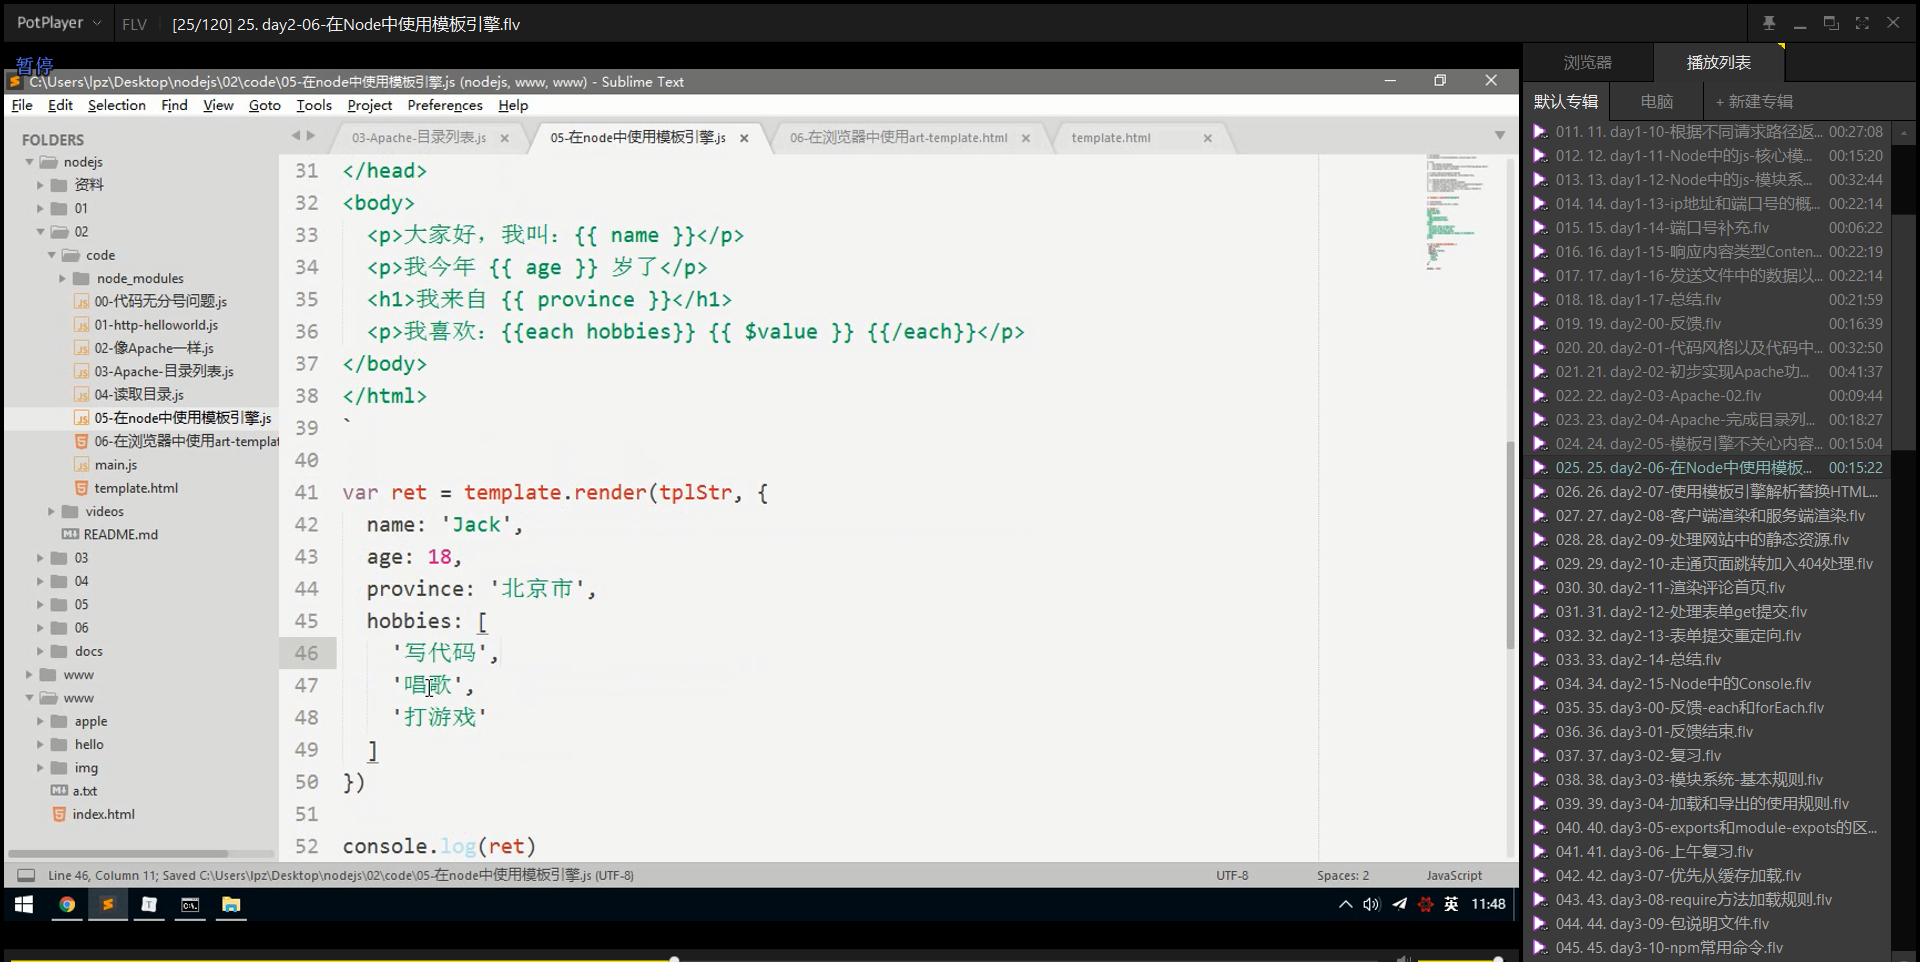 PotPlayer
FLV
[25/120] 25. day2-06-在Node中使用模板引擎.flv
暂停
C:\Users\lpz\Desktop\nodejs\02\code\05-在node中使用模板引擎.js (nodejs, www, www) - Sublime Text
File Edit Selection Find View Goto Tools Project Preferences Help
FOLDERS
nodejs
资料
01
02
code
node_modules
00-代码无分号问题.js
01-http-helloworld.js
02-像Apache一样.js
03-Apache-目录列表.js
04-读取目录.js
05-在node中使用模板引擎.js
06-在浏览器中使用art-templat
main.js
template.html
videos
README.md
03
04
05
06
docs
www
www
apple
hello
img
a.txt
index.html
03-Apache-目录列表.js
05-在node中使用模板引擎.js
06-在浏览器中使用art-template.html
template.html
31 </head>
32 <body>
33 <p>大家好，我叫：{{ name }}</p>
34 <p>我今年 {{ age }} 岁了</p>
35 <h1>我来自 {{ province }}</h1>
36 <p>我喜欢：{{each hobbies}} {{ $value }} {{/each}}</p>
37 </body>
38 </html>
39 `
40
41 var ret = template.render(tplStr, {
42 name: 'Jack',
43 age: 18,
44 province: '北京市',
45 hobbies: [
46 '写代码',
47 '唱歌',
48 '打游戏'
49 ]
50 })
51
52 console.log(ret)
Line 46, Column 11; Saved C:\Users\lpz\Desktop\nodejs\02\code\05-在node中使用模板引擎.js (UTF-8)
UTF-8
Spaces: 2
JavaScript
英
11:48
浏览器
播放列表
默认专辑
电脑
+ 新建专辑
011. 11. day1-10-根据不同请求路径返... 00:27:08
012. 12. day1-11-Node中的js-核心模... 00:15:20
013. 13. day1-12-Node中的js-模块系... 00:32:44
014. 14. day1-13-ip地址和端口号的概... 00:22:14
015. 15. day1-14-端口号补充.flv 00:06:22
016. 16. day1-15-响应内容类型Conten... 00:22:19
017. 17. day1-16-发送文件中的数据以... 00:22:14
018. 18. day1-17-总结.flv 00:21:59
019. 19. day2-00-反馈.flv 00:16:39
020. 20. day2-01-代码风格以及代码中... 00:32:50
021. 21. day2-02-初步实现Apache功... 00:41:37
022. 22. day2-03-Apache-02.flv 00:09:44
023. 23. day2-04-Apache-完成目录列... 00:18:27
024. 24. day2-05-模板引擎不关心内容... 00:15:04
025. 25. day2-06-在Node中使用模板... 00:15:22
026. 26. day2-07-使用模板引擎解析替换HTML...
027. 27. day2-08-客户端渲染和服务端渲染.flv
028. 28. day2-09-处理网站中的静态资源.flv
029. 29. day2-10-走通页面跳转加入404处理.flv
030. 30. day2-11-渲染评论首页.flv
031. 31. day2-12-处理表单get提交.flv
032. 32. day2-13-表单提交重定向.flv
033. 33. day2-14-总结.flv
034. 34. day2-15-Node中的Console.flv
035. 35. day3-00-反馈-each和forEach.flv
036. 36. day3-01-反馈结束.flv
037. 37. day3-02-复习.flv
038. 38. day3-03-模块系统-基本规则.flv
039. 39. day3-04-加载和导出的使用规则.flv
040. 40. day3-05-exports和module-expots的区...
041. 41. day3-06-上午复习.flv
042. 42. day3-07-优先从缓存加载.flv
043. 43. day3-08-require方法加载规则.flv
044. 44. day3-09-包说明文件.flv
045. 45. day3-10-npm常用命令.flv